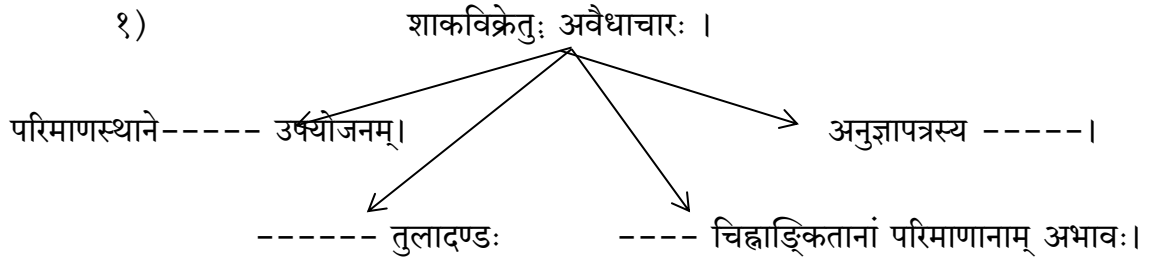 १) शाकविक्रेतुः अवैधाचारः ।
परिमाणस्थाने----- उपयोजनम्। अनुज्ञापत्रस्य -----।
------ तुलादण्डः ---- चिह्नाङ्कितानां परिमाणानाम् अभावः।